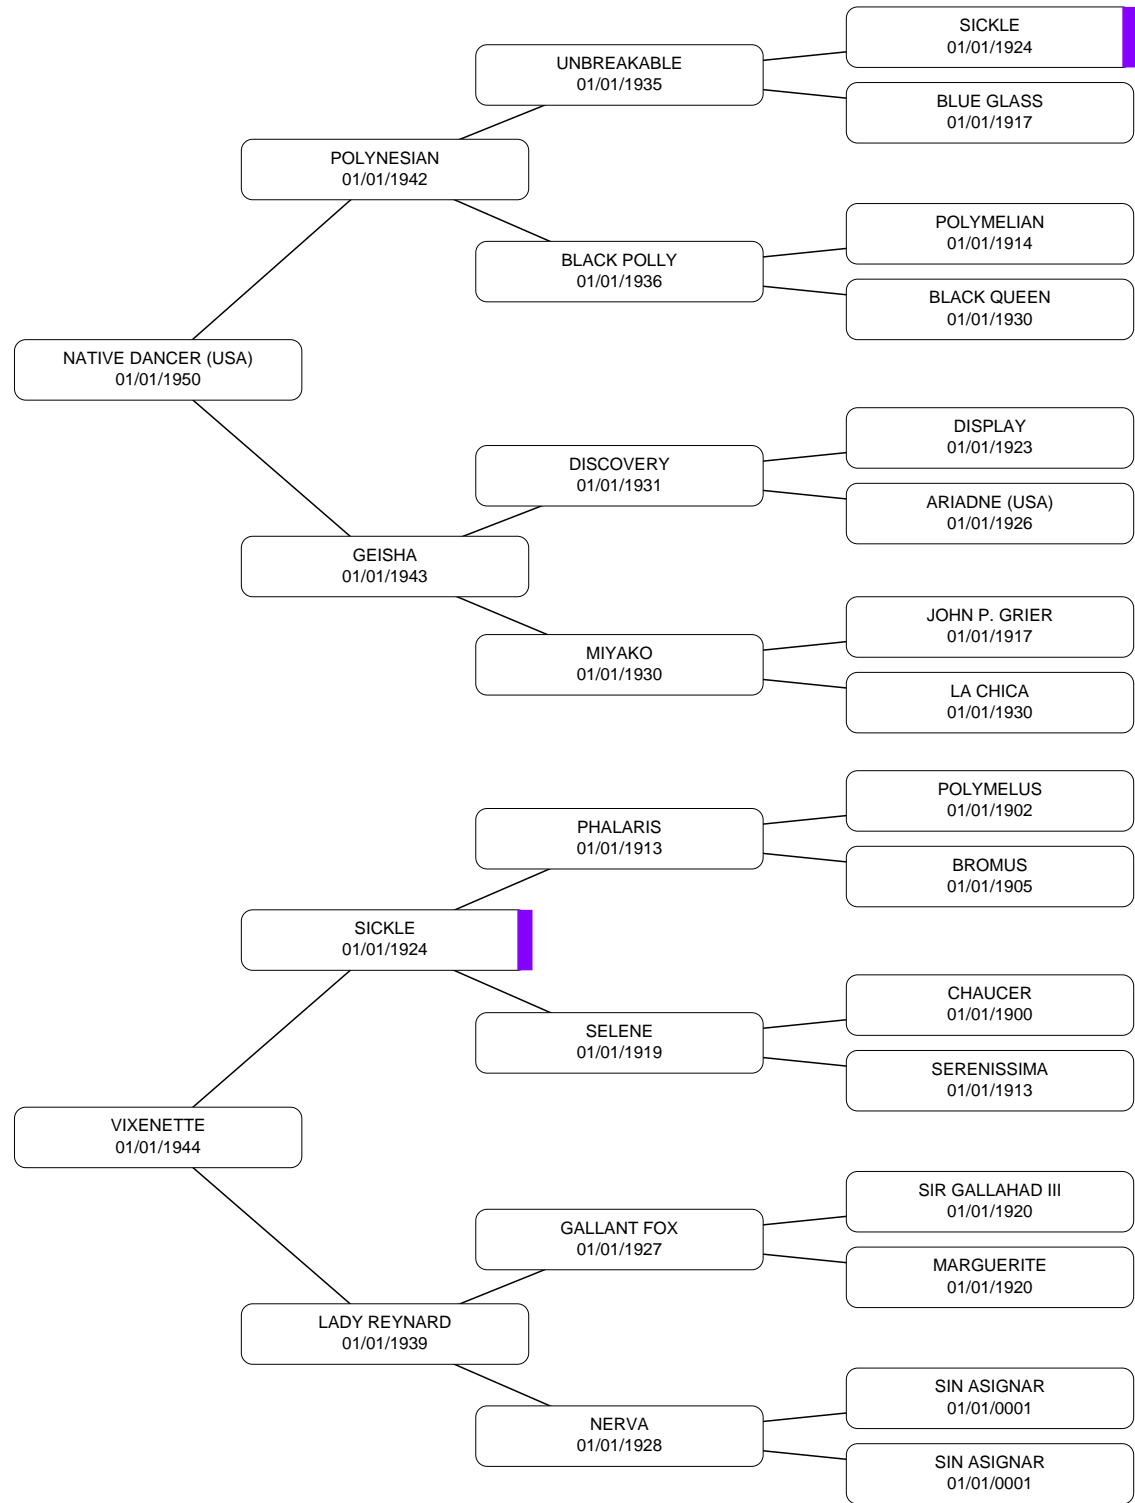 SICKLE
01/01/1924
UNBREAKABLE
01/01/1935
BLUE GLASS
01/01/1917
POLYNESIAN
01/01/1942
POLYMELIAN
01/01/1914
BLACK POLLY
01/01/1936
BLACK QUEEN
01/01/1930
NATIVE DANCER (USA)
01/01/1950
DISPLAY
01/01/1923
DISCOVERY
01/01/1931
ARIADNE (USA)
01/01/1926
GEISHA
01/01/1943
JOHN P. GRIER
01/01/1917
MIYAKO
01/01/1930
LA CHICA
01/01/1930
POLYMELUS
01/01/1902
PHALARIS
01/01/1913
BROMUS
01/01/1905
SICKLE
01/01/1924
CHAUCER
01/01/1900
SELENE
01/01/1919
SERENISSIMA
01/01/1913
VIXENETTE
01/01/1944
SIR GALLAHAD III
01/01/1920
GALLANT FOX
01/01/1927
MARGUERITE
01/01/1920
LADY REYNARD
01/01/1939
SIN ASIGNAR
01/01/0001
NERVA
01/01/1928
SIN ASIGNAR
01/01/0001